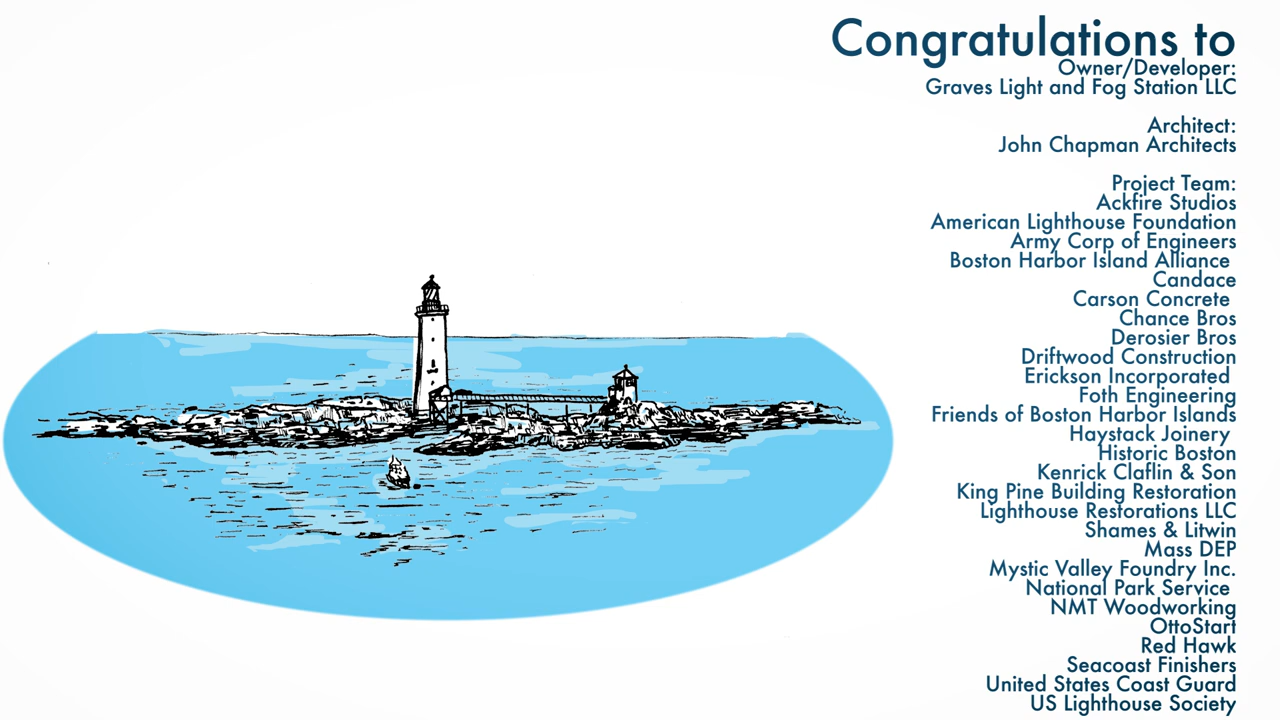 Congratulations to
Owner/Developer:
Graves Light and Fog Station LLC
Architect:
John Chapman Architects
Project Team:
Ackfire Studios
American Lighthouse Foundation
Army Corp of Engineers
Boston Harbor Island Alliance
Candace
Carson Concrete
Chance Bros
Derosier Bros
Driftwood Construction
Erickson Incorporated
Foth Engineering
Friends of Boston Harbor Islands
Haystack Joinery
Historic Boston
Kenrick Claflin & Son
King Pine Building Restoration
Lighthouse Restorations LLC
Shames & Litwin
Mass DEP
Mystic Valley Foundry Inc.
National Park Service
NMT Woodworking
OttoStart
Red Hawk
Seacoast Finishers
United States Coast Guard
US Lighthouse Society